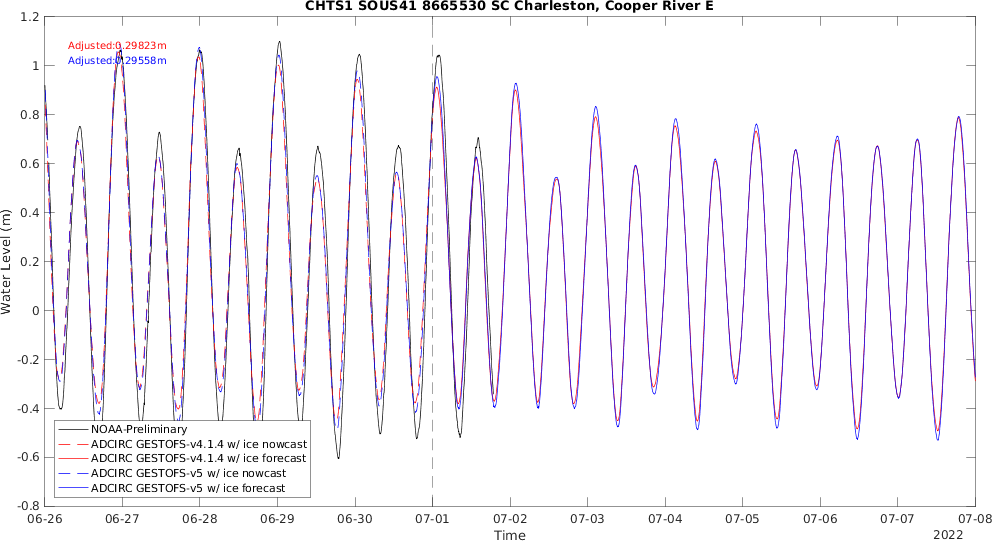 CHTS1 SOUS41 8665530 SC Charleston, Cooper River E
Adjusted:0.29823m
Adjusted:0.29558m
Water Level (m)
1.2
1
0.8
0.6
0.4
0.2
0
-0.2
-0.4
-0.6
-0.8
NOAA-Preliminary
ADCIRC GESTOFS-v4.1.4 w/ ice nowcast
ADCIRC GESTOFS-v4.1.4 w/ ice forecast
ADCIRC GESTOFS-v5 w/ ice nowcast
ADCIRC GESTOFS-v5 w/ ice forecast
06-26 06-27 06-28 06-29 06-30 07-01 07-02 07-03 07-04 07-05 07-06 07-07 07-08
Time
2022